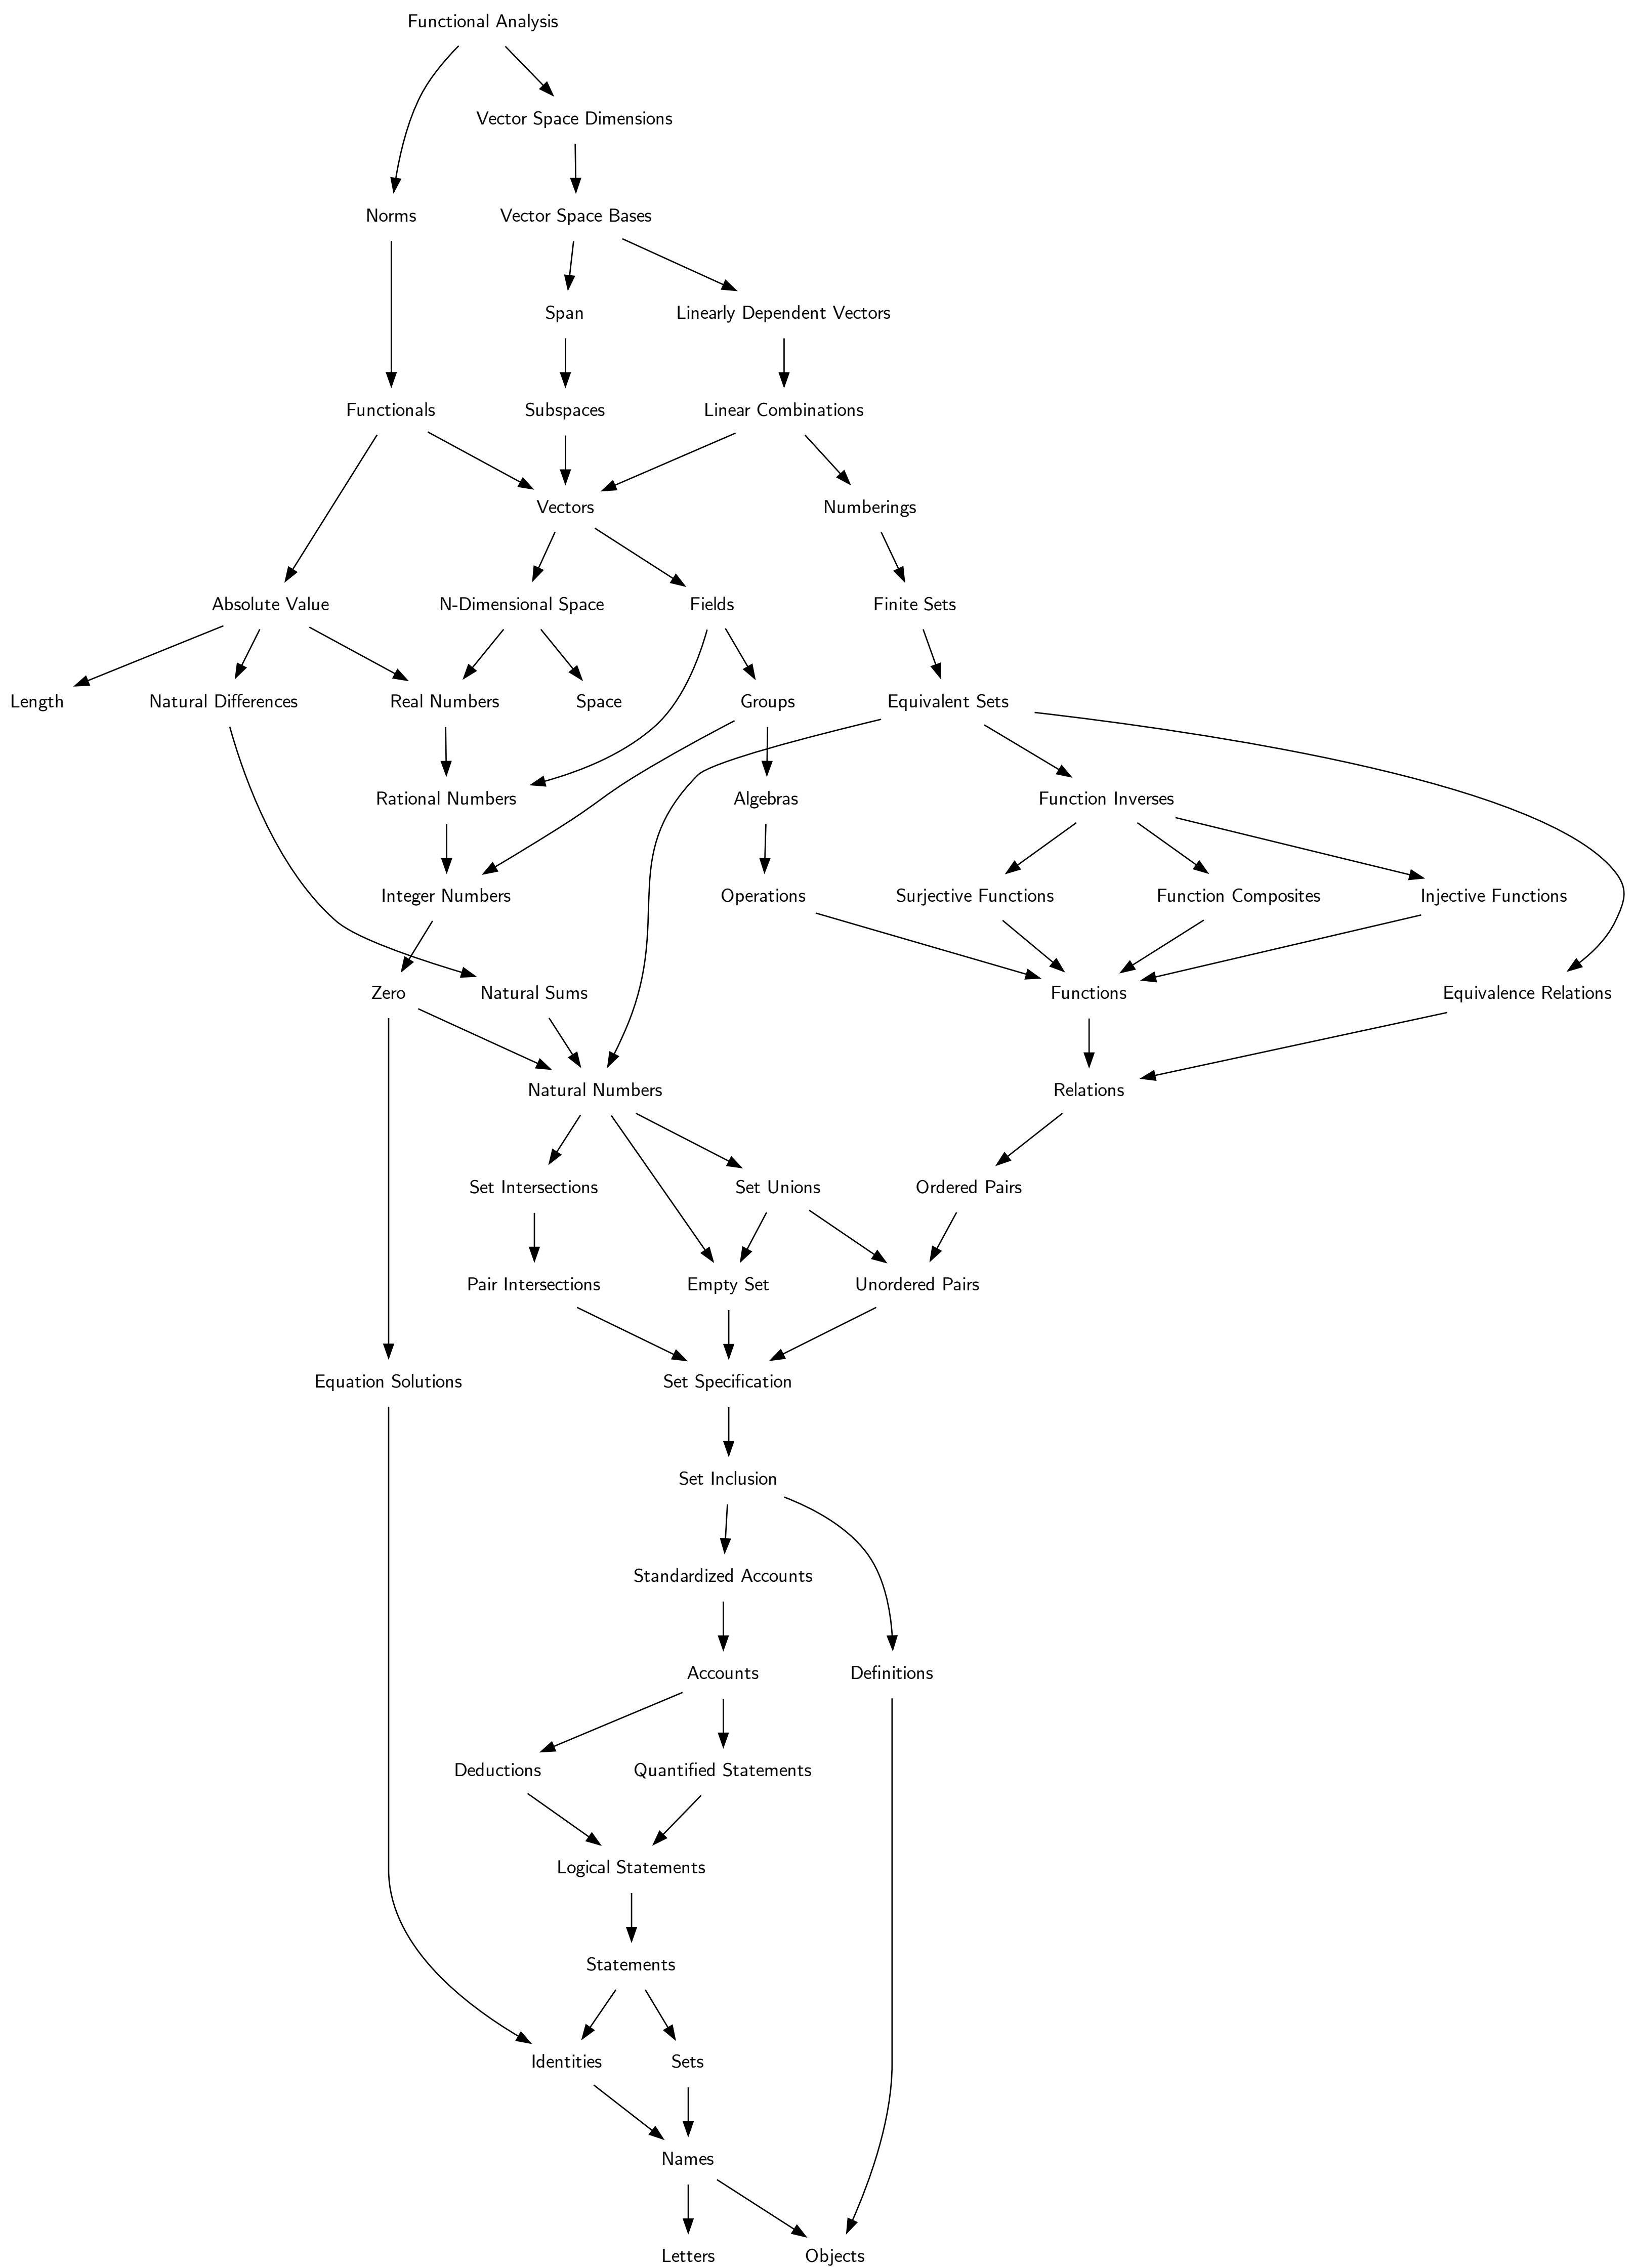 Functional Analysis
Vector Space Dimensions
Norms
Vector Space Bases
Span
Linearly Dependent Vectors
Functionals
Subspaces
Linear Combinations
Vectors
Numberings
Absolute Value
N-Dimensional Space
Fields
Finite Sets
Length
Natural Differences
Real Numbers
Space
Groups
Equivalent Sets
Rational Numbers
Algebras
Function Inverses
Integer Numbers
Operations
Surjective Functions
Function Composites
Injective Functions
Zero
Natural Sums
Functions
Equivalence Relations
Natural Numbers
Relations
Set Intersections
Set Unions
Ordered Pairs
Pair Intersections
Empty Set
Unordered Pairs
Equation Solutions
Set Specification
Set Inclusion
Standardized Accounts
Accounts
Definitions
Deductions
Quantified Statements
Logical Statements
Statements
Identities
Sets
Names
Letters
Objects